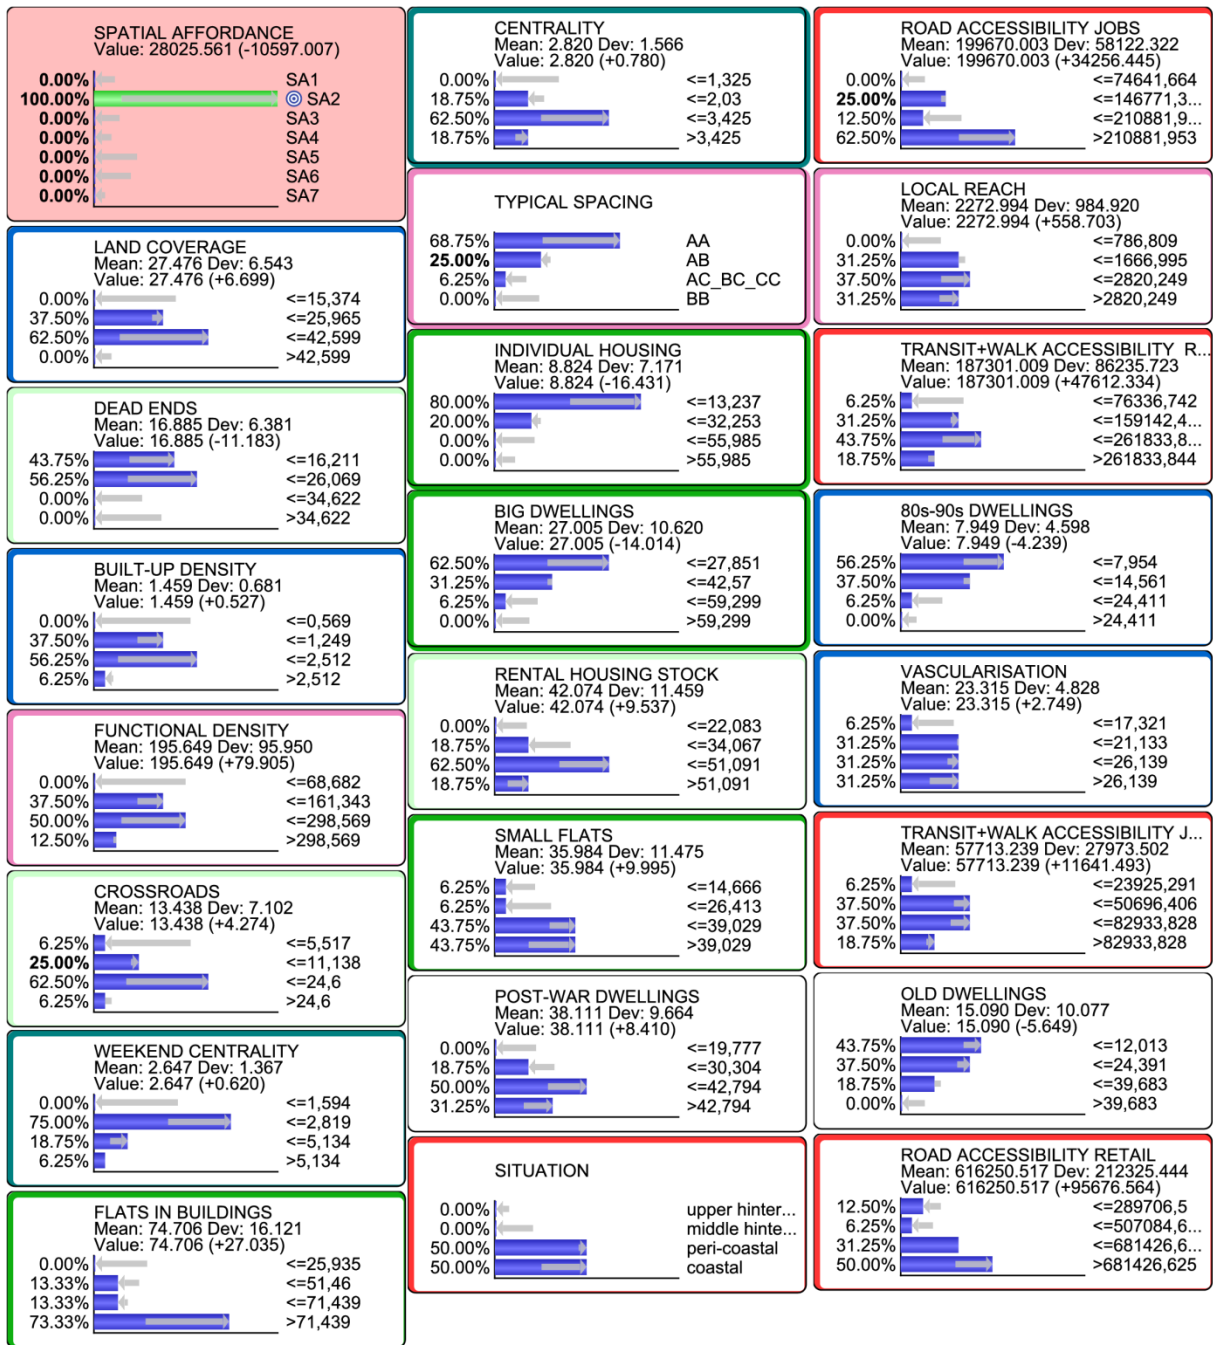 SPATIAL AFFORDANCE
Value: 28025.561 (-10597.007)
0.00% SA1
100.00% SA2
0.00% SA3
0.00% SA4
0.00% SA5
0.00% SA6
0.00% SA7
LAND COVERAGE
Mean: 27.476 Dev: 6.543
Value: 27.476 (+6.699)
0.00% <=15,374
37.50% <=25,965
62.50% <=42,599
0.00% >42,599
DEAD ENDS
Mean: 16.885 Dev: 6.381
Value: 16.885 (-11.183)
43.75% <=16,211
56.25% <=26,069
0.00% <=34,622
0.00% >34,622
BUILT-UP DENSITY
Mean: 1.459 Dev: 0.681
Value: 1.459 (+0.527)
0.00% <=0,569
37.50% <=1,249
56.25% <=2,512
6.25% >2,512
FUNCTIONAL DENSITY
Mean: 195.649 Dev: 95.950
Value: 195.649 (+79.905)
0.00% <=68,682
37.50% <=161,343
50.00% <=298,569
12.50% >298,569
CROSSROADS
Mean: 13.438 Dev: 7.102
Value: 13.438 (+4.274)
6.25% <=5,517
25.00% <=11,138
62.50% <=24,6
6.25% >24,6
WEEKEND CENTRALITY
Mean: 2.647 Dev: 1.367
Value: 2.647 (+0.620)
0.00% <=1,594
75.00% <=2,819
18.75% <=5,134
6.25% >5,134
FLATS IN BUILDINGS
Mean: 74.706 Dev: 16.121
Value: 74.706 (+27.035)
0.00% <=25,935
13.33% <=51,46
13.33% <=71,439
73.33% >71,439
CENTRALITY
Mean: 2.820 Dev: 1.566
Value: 2.820 (+0.780)
0.00% <=1,325
18.75% <=2,03
62.50% <=3,425
18.75% >3,425
TYPICAL SPACING
68.75% AA
25.00% AB
6.25% AC_BC_CC
0.00% BB
INDIVIDUAL HOUSING
Mean: 8.824 Dev: 7.171
Value: 8.824 (-16.431)
80.00% <=13,237
20.00% <=32,253
0.00% <=55,985
0.00% >55,985
BIG DWELLINGS
Mean: 27.005 Dev: 10.620
Value: 27.005 (-14.014)
62.50% <=27,851
31.25% <=42,57
6.25% <=59,299
0.00% >59,299
RENTAL HOUSING STOCK
Mean: 42.074 Dev: 11.459
Value: 42.074 (+9.537)
0.00% <=22,083
18.75% <=34,067
62.50% <=51,091
18.75% >51,091
SMALL FLATS
Mean: 35.984 Dev: 11.475
Value: 35.984 (+9.995)
6.25% <=14,666
6.25% <=26,413
43.75% <=39,029
43.75% >39,029
POST-WAR DWELLINGS
Mean: 38.111 Dev: 9.664
Value: 38.111 (+8.410)
0.00% <=19,777
18.75% <=30,304
50.00% <=42,794
31.25% >42,794
SITUATION
0.00% upper hinter...
0.00% middle hinte...
50.00% peri-coastal
50.00% coastal
ROAD ACCESSIBILITY JOBS
Mean: 199670.003 Dev: 58122.322
Value: 199670.003 (+34256.445)
0.00% <=74641,664
25.00% <=146771,3...
12.50% <=210881,9...
62.50% >210881,953
LOCAL REACH
Mean: 2272.994 Dev: 984.920
Value: 2272.994 (+558.703)
0.00% <=786,809
31.25% <=1666,995
37.50% <=2820,249
31.25% >2820,249
TRANSIT+WALK ACCESSIBILITY R...
Mean: 187301.009 Dev: 86235.723
Value: 187301.009 (+47612.334)
6.25% <=76336,742
31.25% <=159142,4...
43.75% <=261833,8...
18.75% >261833,844
80s-90s DWELLINGS
Mean: 7.949 Dev: 4.598
Value: 7.949 (-4.239)
56.25% <=7,954
37.50% <=14,561
6.25% <=24,411
0.00% >24,411
VASCULARISATION
Mean: 23.315 Dev: 4.828
Value: 23.315 (+2.749)
6.25% <=17,321
31.25% <=21,133
31.25% <=26,139
31.25% >26,139
TRANSIT+WALK ACCESSIBILITY J...
Mean: 57713.239 Dev: 27973.502
Value: 57713.239 (+11641.493)
6.25% <=23925,291
37.50% <=50696,406
37.50% <=82933,828
18.75% >82933,828
OLD DWELLINGS
Mean: 15.090 Dev: 10.077
Value: 15.090 (-5.649)
43.75% <=12,013
37.50% <=24,391
18.75% <=39,683
0.00% >39,683
ROAD ACCESSIBILITY RETAIL
Mean: 616250.517 Dev: 212325.444
Value: 616250.517 (+95676.564)
12.50% <=289706,5
6.25% <=507084,6...
31.25% <=681426,6...
50.00% >681426,625